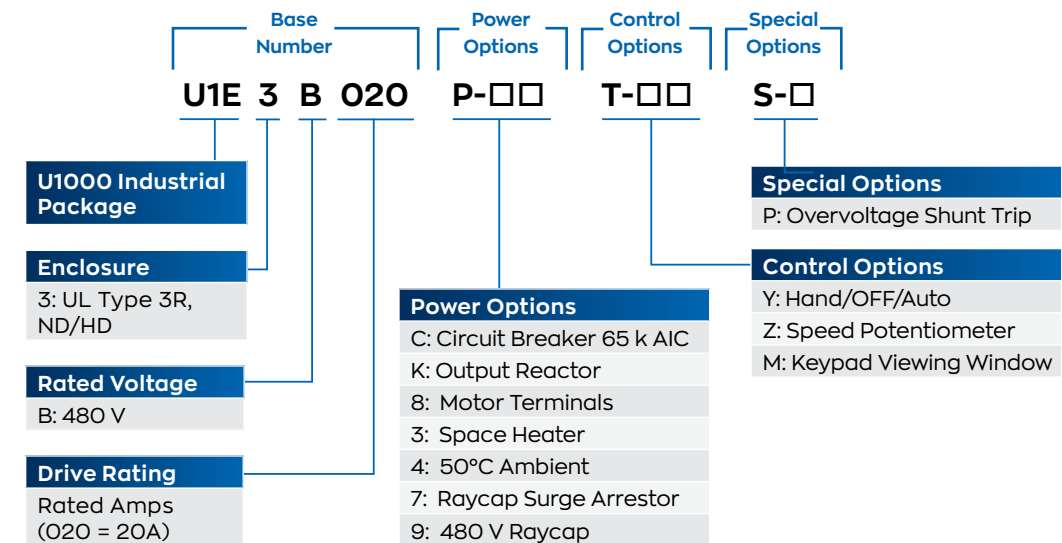 Base Number
Power Options
Control Options
Special Options
U1E 3 B 020 P-□□ T-□□ S-□
U1000 Industrial
Package
Enclosure
3: UL Type 3R,
ND/HD
Rated Voltage
B: 480 V
Drive Rating
Rated Amps
(020 = 20A)
Power Options
C: Circuit Breaker 65 k AIC
K: Output Reactor
8: Motor Terminals
3: Space Heater
4: 50°C Ambient
7: Raycap Surge Arrestor
9: 480 V Raycap
Special Options
P: Overvoltage Shunt Trip
Control Options
Y: Hand/OFF/Auto
Z: Speed Potentiometer
M: Keypad Viewing Window